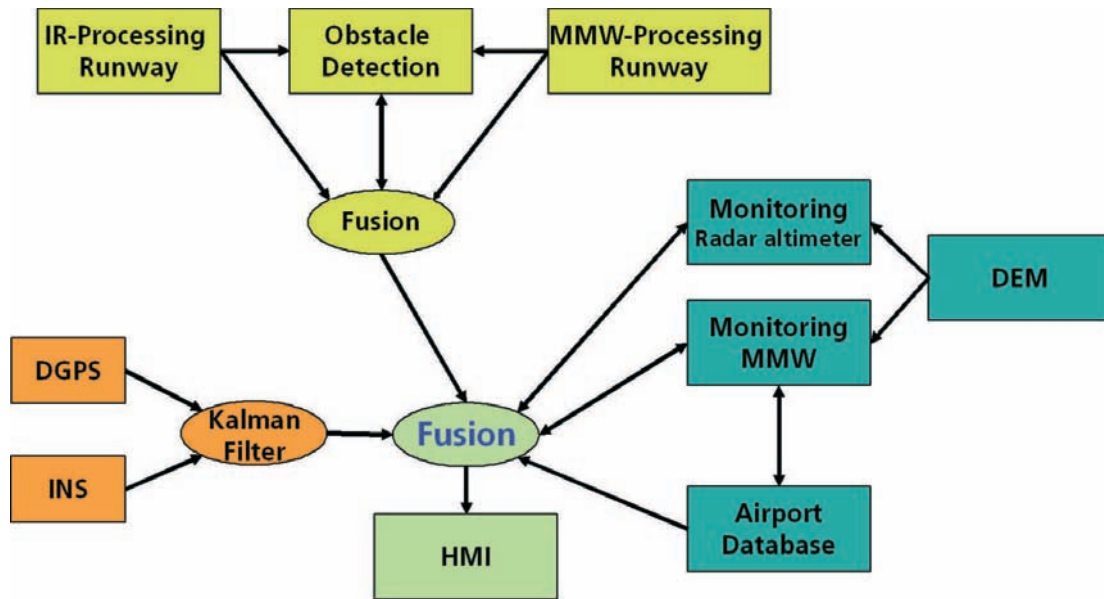 IR-Processing
Runway
Obstacle
Detection
MMW-Processing
Runway
Fusion
Monitoring
Radar altimeter
DEM
Monitoring
MMW
DGPS
Kalman
Filter
Fusion
INS
HMI
Airport
Database